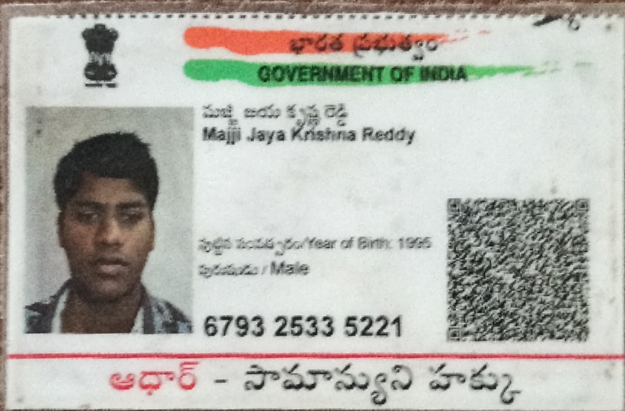 భారత ప్రభుత్వం
GOVERNMENT OF INDIA
మజ్జి జయ కృష్ణ రెడ్డి
Majji Jaya Krishna Reddy
పుట్టిన సంవత్సరం/Year of Birth: 1995
పురుషుడు / Male
6793 2533 5221
ఆధార్ - సామాన్యుని హక్కు